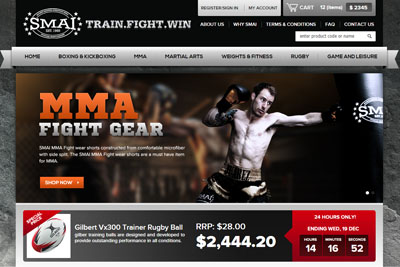 SMAI
EST. 1963
TRAIN.FIGHT.WIN
REGISTER/SIGN IN
MY ACCOUNT
CART 12 (items) $ 2345
ABOUT US
WHY SMAI
TERMS & CONDITIONS
FAQ
CONTACT US
enter product code or name
HOME
BOXING & KICKBOXING
MMA
MARTIAL ARTS
WEIGHTS & FITNESS
RUGBY
GAME AND LEISURE
MMA
FIGHT GEAR
SMAI MMA Fight wear shorts constructed from comfortable microfiber
with side split. The SMAI MMA Fight wear shorts are a must have item
for MMA.
SHOP NOW
SMAI
SPECIAL PRICE
Gilbert Vx300 Trainer Rugby Ball
gilber training balls are designed and developed to
provide outstanding performance in all conditions.
RRP: $28.00
$2,444.20
24 HOURS ONLY!
ENDING WED, 19 DEC
HOURS
MINUTES
SECONDS
14
16
52